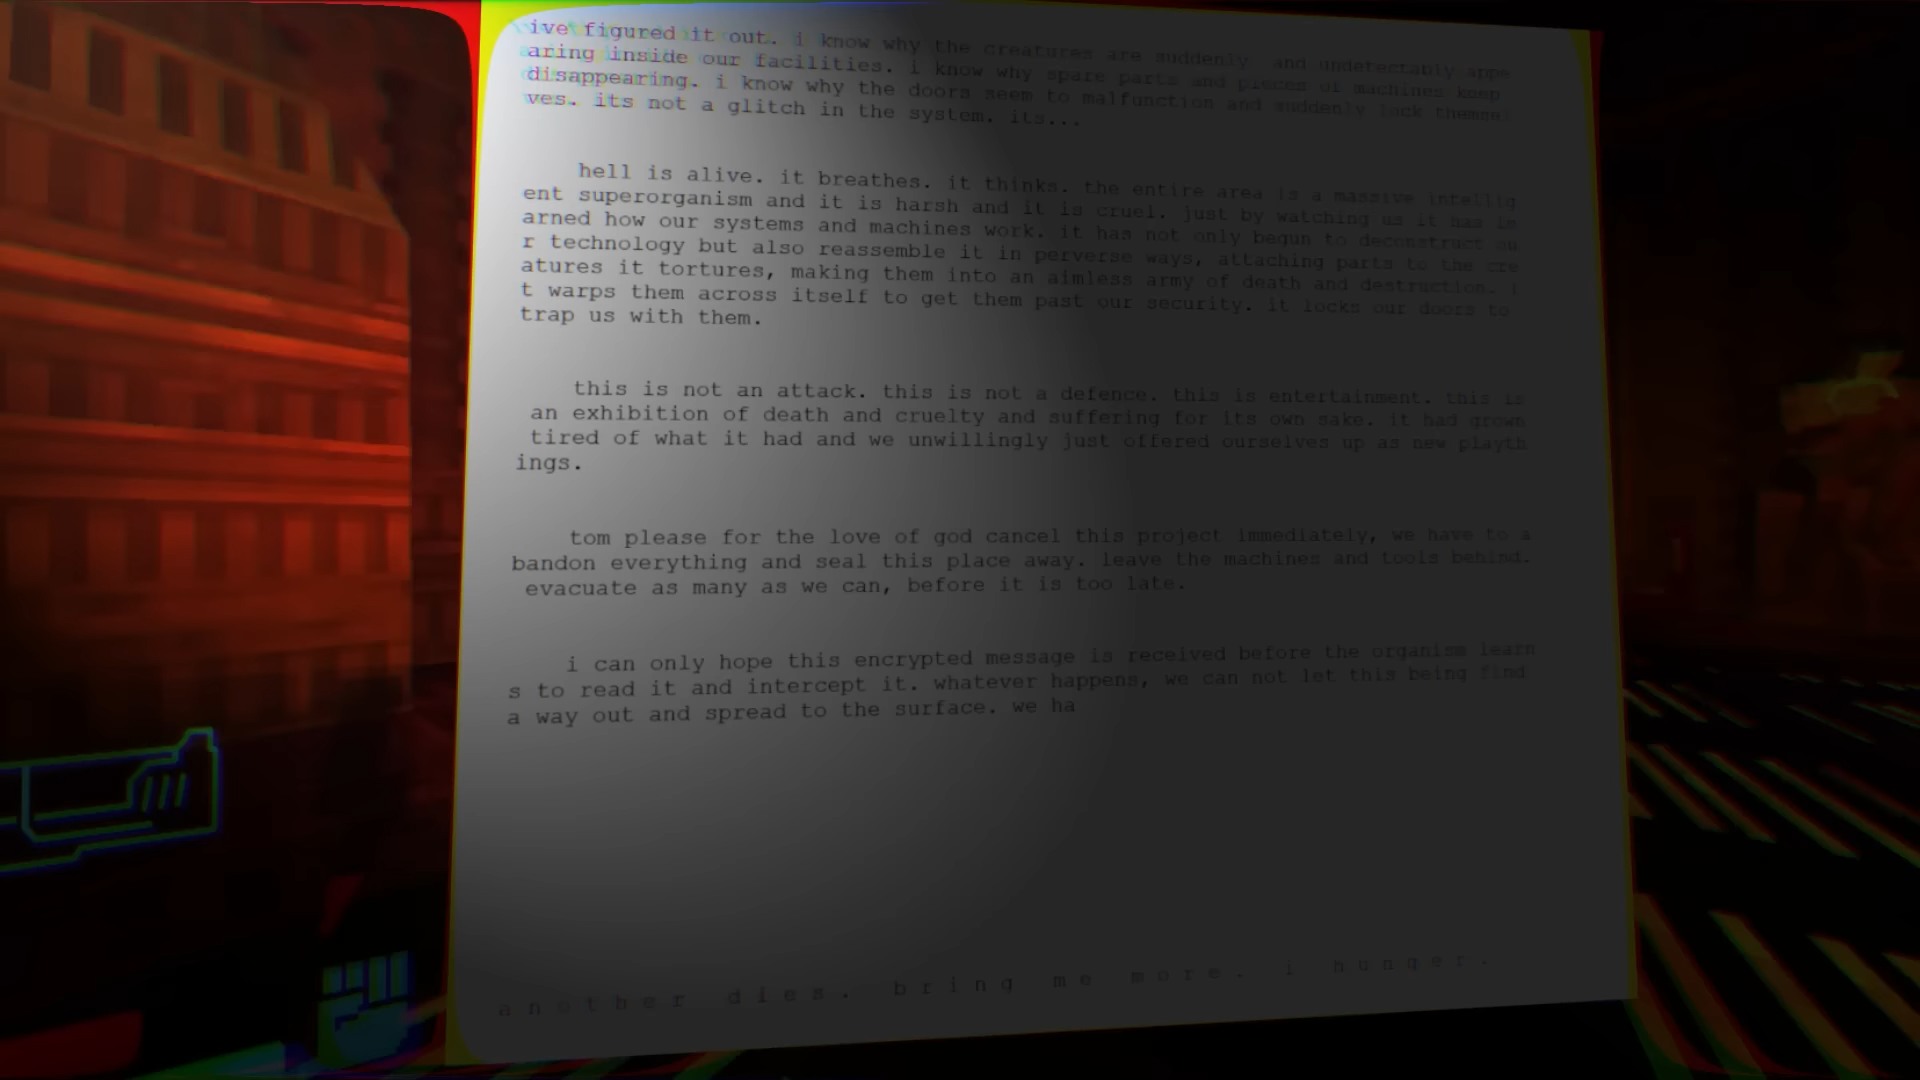 ive figured it out. i know why the creatures are suddenly  and undetectably appe
aring inside our facilities. i know why spare parts and pieces of machines keep
disappearing. i know why the doors seem to malfunction and suddenly lock themsel
ves. its not a glitch in the system. its...
hell is alive. it breathes. it thinks. the entire area is a massive intellig
ent superorganism and it is harsh and it is cruel. just by watching us it has le
arned how our systems and machines work. it has not only begun to deconstruct ou
r technology but also reassemble it in perverse ways, attaching parts to the cre
atures it tortures, making them into an aimless army of death and destruction. i
t warps them across itself to get them past our security. it locks our doors to
trap us with them.
this is not an attack. this is not a defence. this is entertainment. this is
an exhibition of death and cruelty and suffering for its own sake. it had grown
tired of what it had and we unwillingly just offered ourselves up as new playth
ings.
tom please for the love of god cancel this project immediately, we have to a
bandon everything and seal this place away. leave the machines and tools behind.
evacuate as many as we can, before it is too late.
i can only hope this encrypted message is received before the organism learn
s to read it and intercept it. whatever happens, we can not let this being find
a way out and spread to the surface. we ha
another dies. bring me more. i hunger.